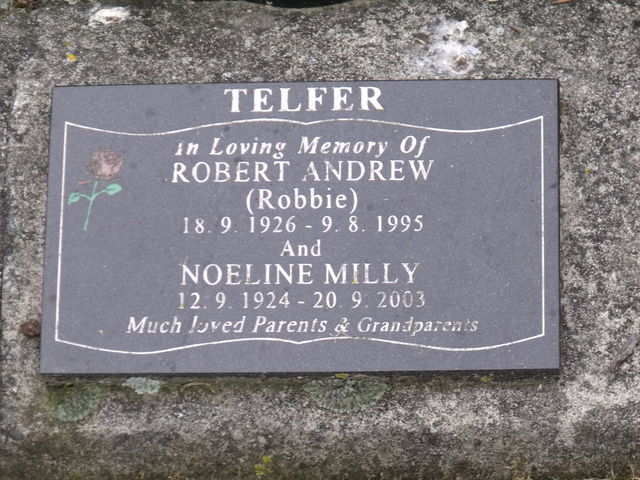 TELFER
In Loving Memory Of
ROBERT ANDREW
(Robbie)
18. 9. 1926 - 9. 8. 1995
And
NOELINE MILLY
12. 9. 1924 - 20. 9. 2003
Much loved Parents & Grandparents